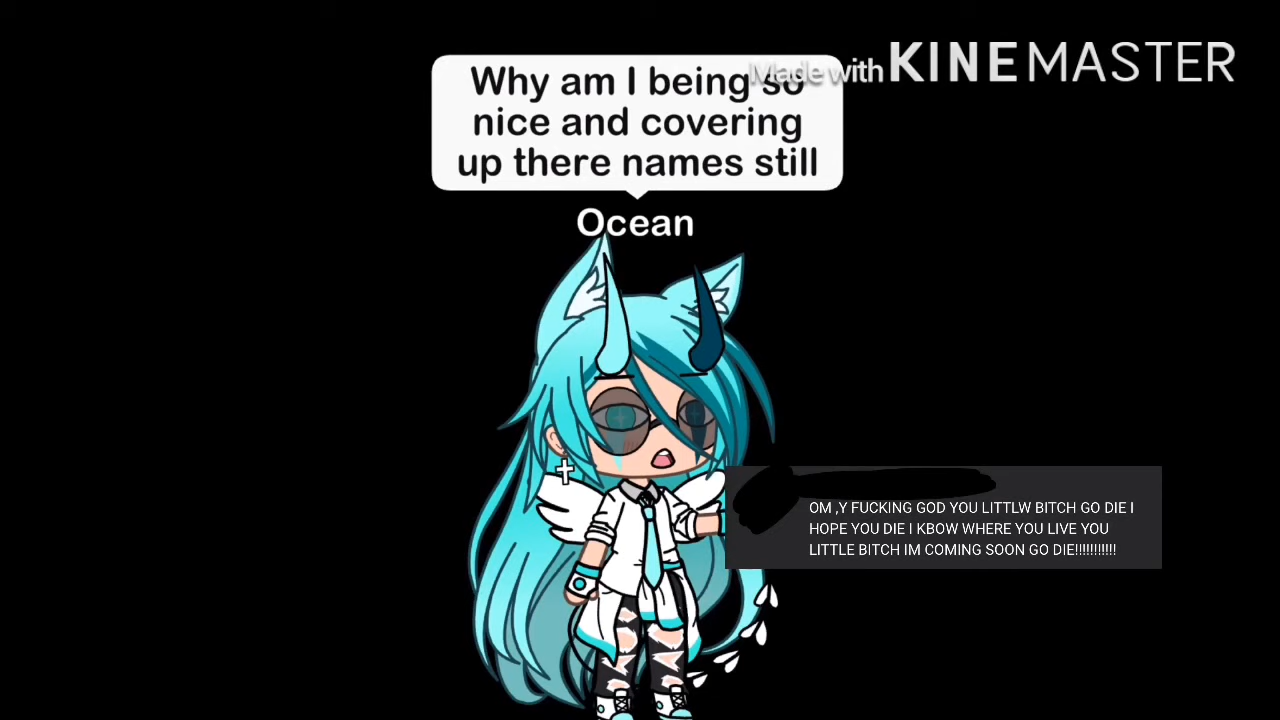 Made with KINEMASTER
Why am I being so
nice and covering
up there names still
Ocean
OM ,Y FUCKING GOD YOU LITTLW BITCH GO DIE I
HOPE YOU DIE I KBOW WHERE YOU LIVE YOU
LITTLE BITCH IM COMING SOON GO DIE!!!!!!!!!!!